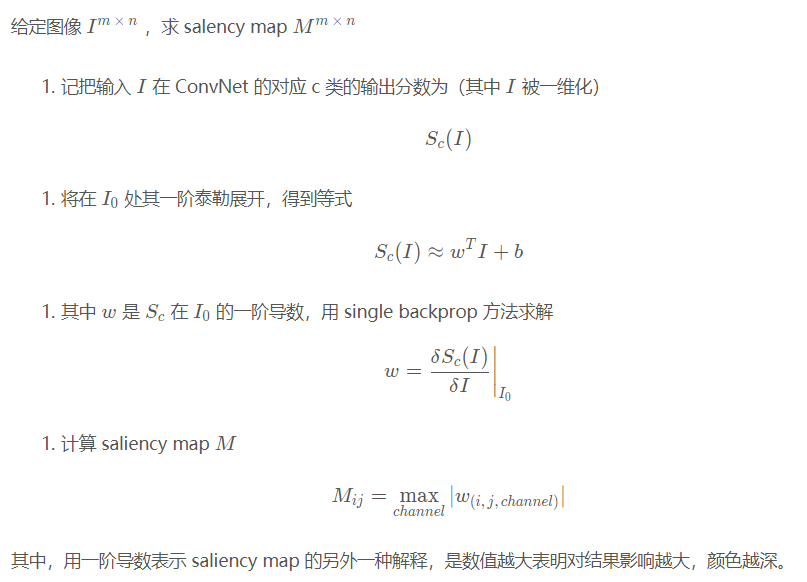 给定图像 $I^{m \times n}$ ，求 salency map $M^{m \times n}$
1. 记把输入 $I$ 在 ConvNet 的对应 c 类的输出分数为（其中 $I$ 被一维化）
$S_c(I)$
1. 将在 $I_0$ 处其一阶泰勒展开，得到等式
$S_c(I) \approx w^T I + b$
1. 其中 $w$ 是 $S_c$ 在 $I_0$ 的一阶导数，用 single backprop 方法求解
$w = \left. \frac{\delta S_c(I)}{\delta I} \right|_{I_0}$
1. 计算 saliency map $M$
$M_{ij} = \max_{channel} |w_{(i,j,channel)}|$
其中，用一阶导数表示 saliency map 的另外一种解释，是数值越大表明对结果影响越大，颜色越深。